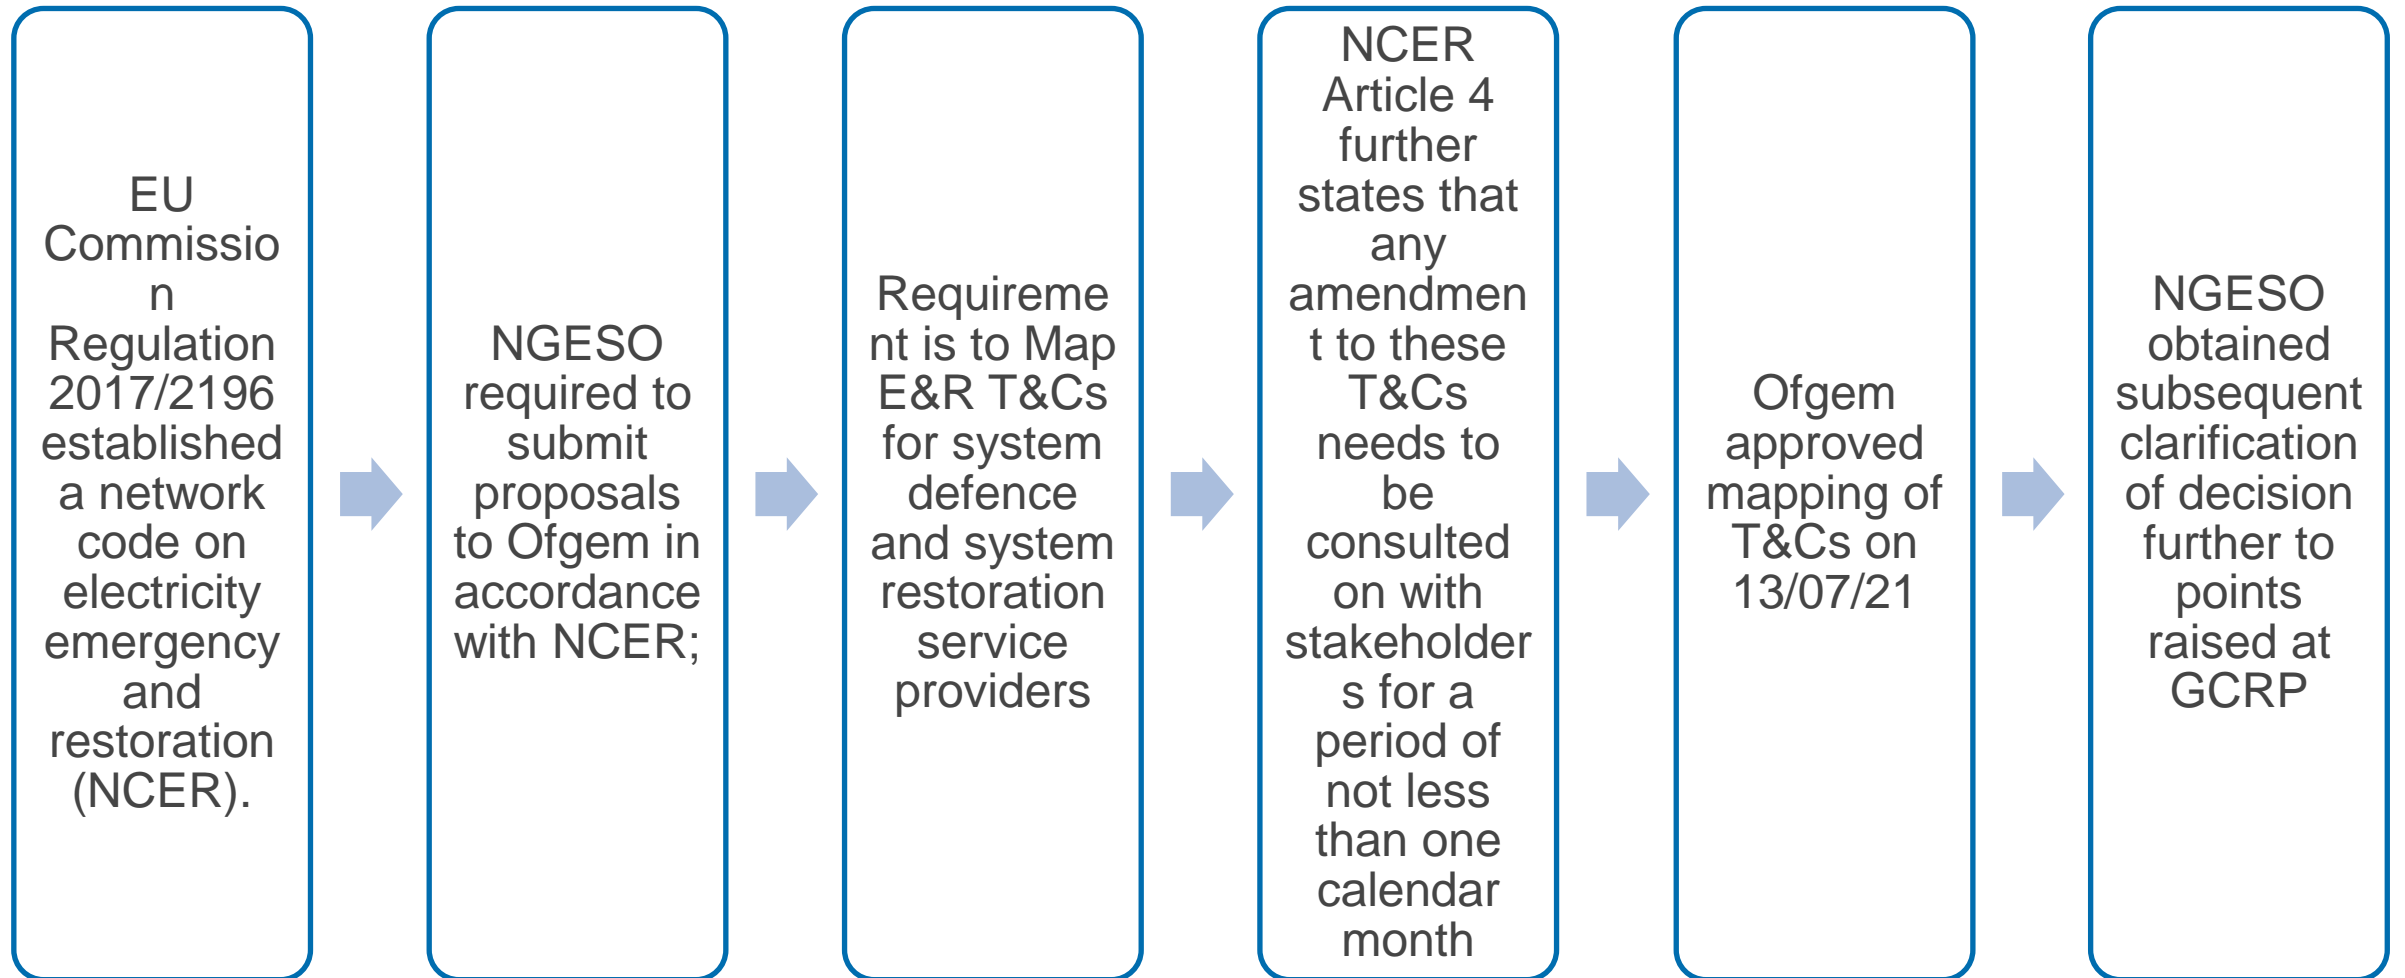 EU
Commissio
n
Regulation
2017/2196
established
a network
code on
electricity
emergency
and
restoration
(NCER).
NGESO
required to
submit
proposals
to Ofgem in
accordance
with NCER;
Requireme
nt is to Map
E&R T&Cs
for system
defence
and system
restoration
service
providers
NCER
Article 4
further
states that
any
amendmen
t to these
T&Cs
needs to
be
consulted
on with
stakeholder
s for a
period of
not less
than one
calendar
month
Ofgem
approved
mapping of
T&Cs on
13/07/21
NGESO
obtained
subsequent
clarification
of decision
further to
points
raised at
GCRP